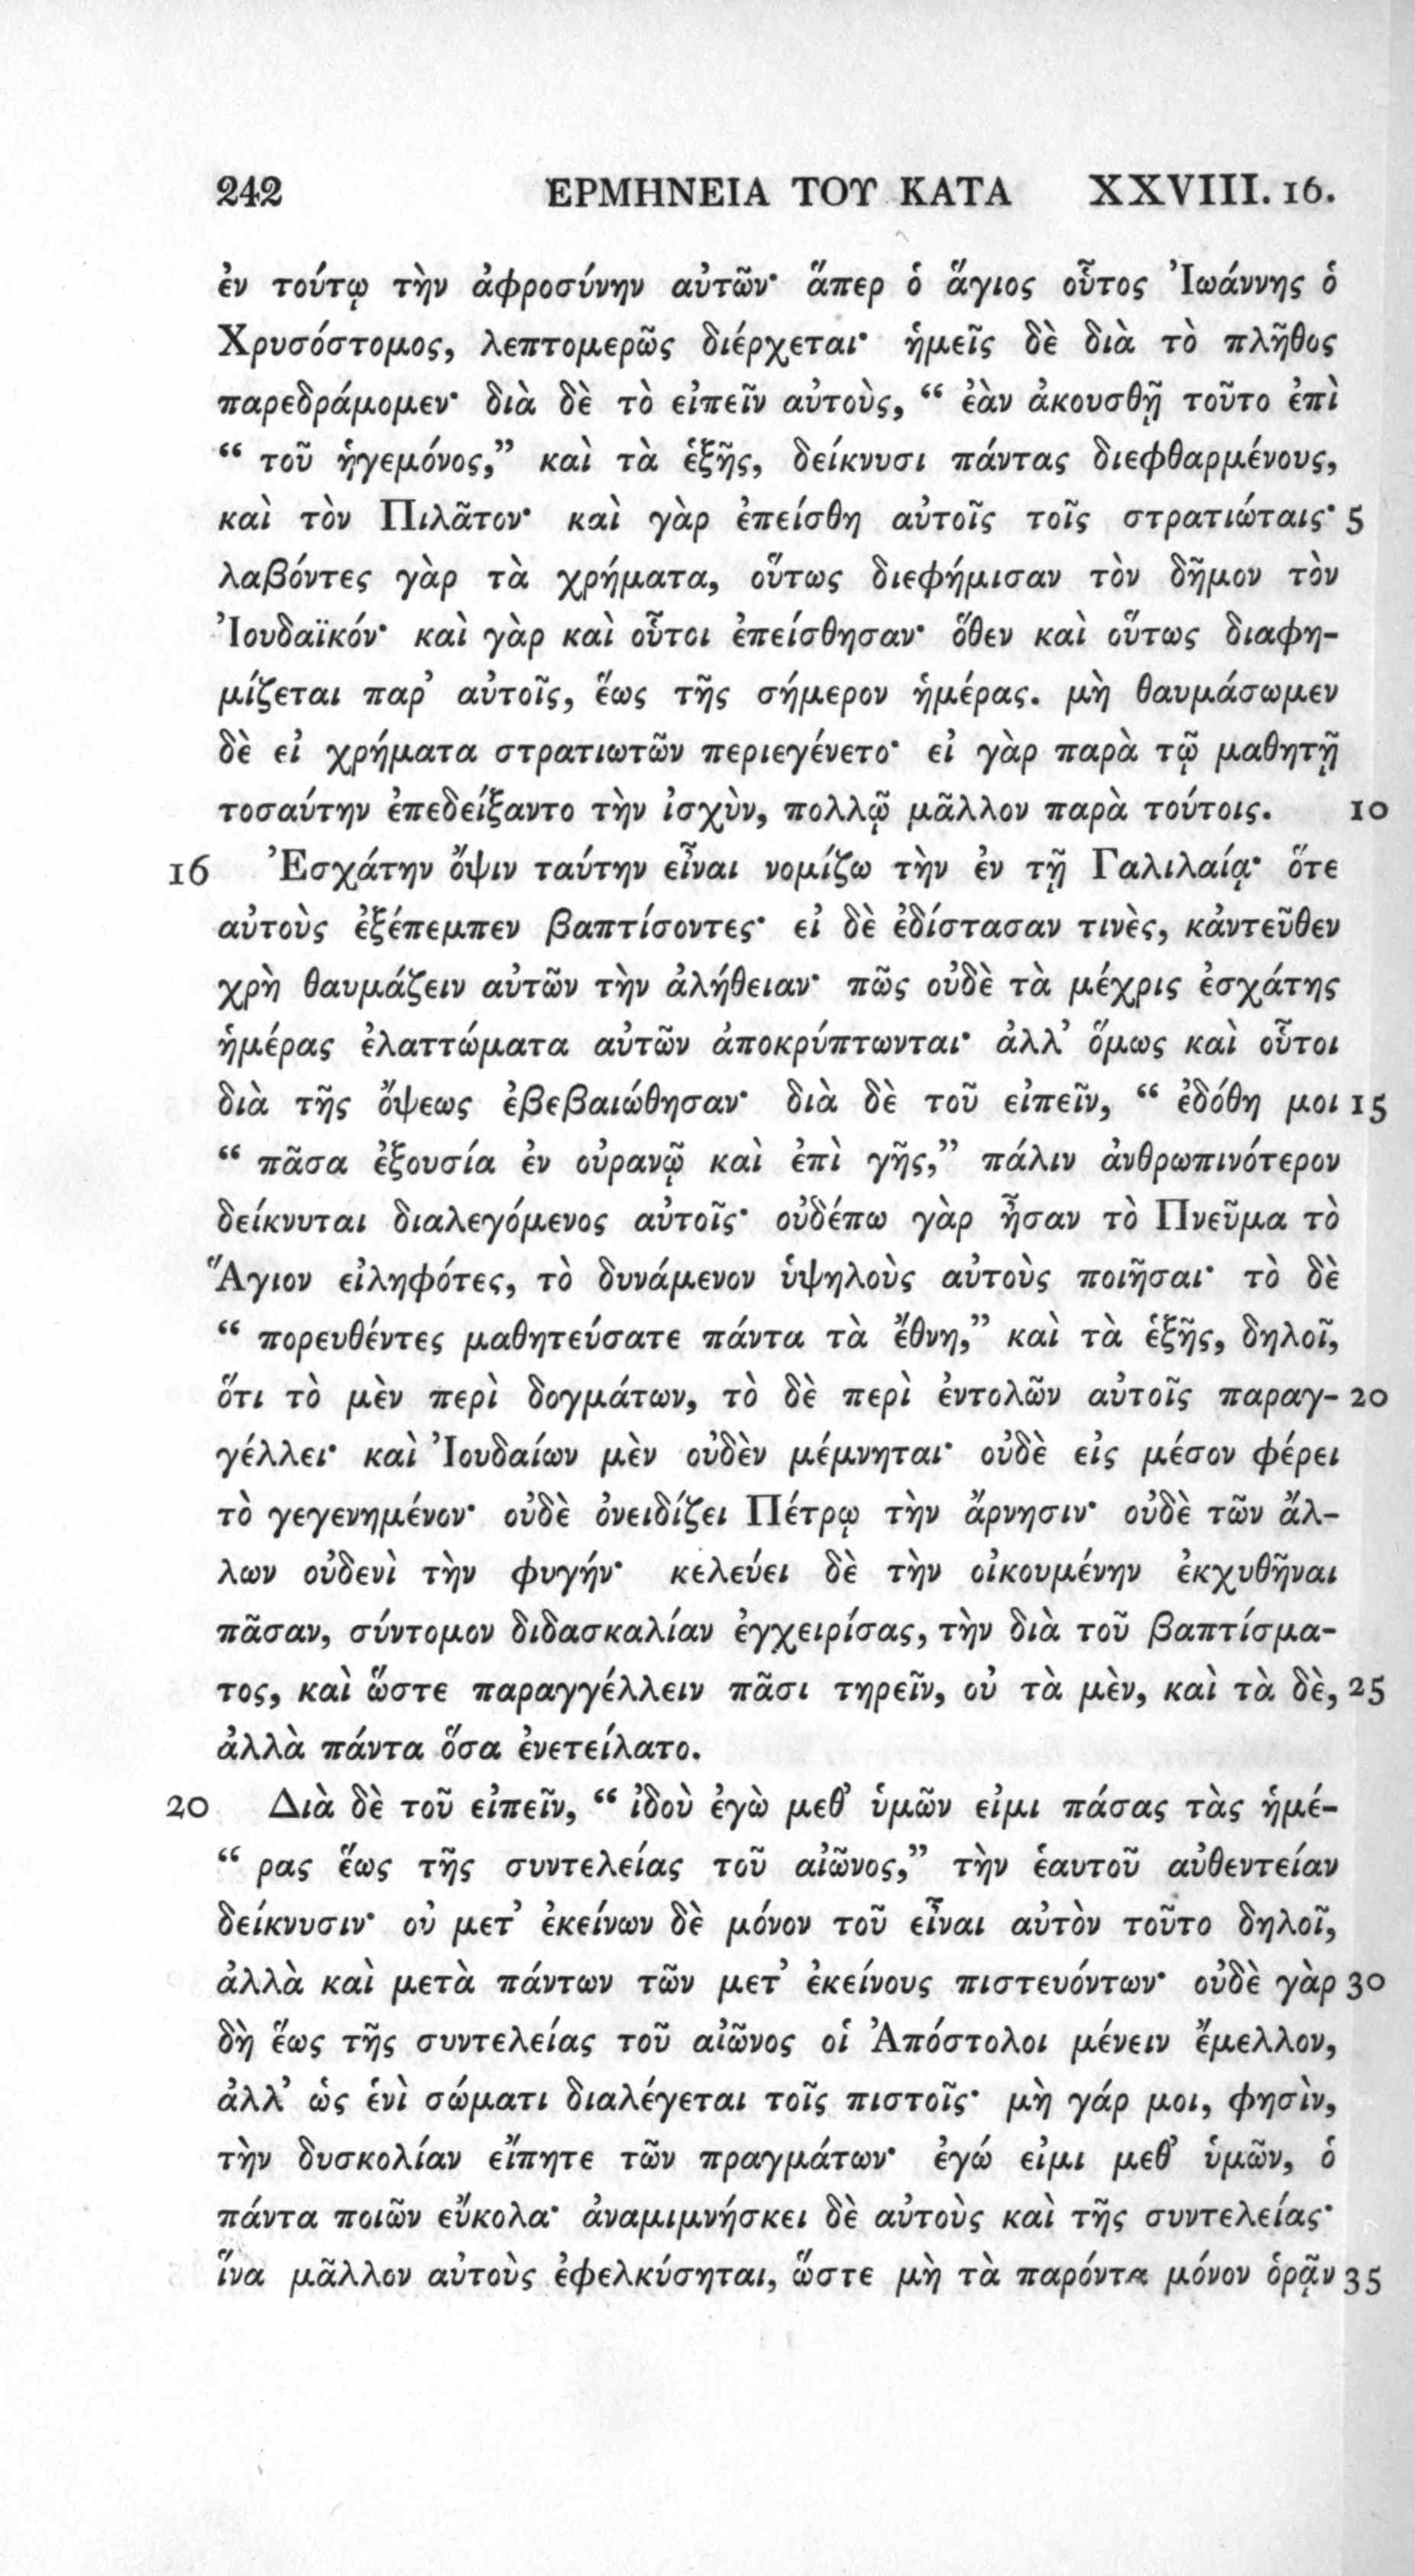 242 ΕΡΜΗΝΕΙΑ ΤΟΥ ΚΑΤΑ XXVIII. 16.
ἐν τούτῳ τὴν ἀφροσύνην αὐτῶν· ἅπερ ὁ ἅγιος οὗτος Ἰωάννης ὁ
Χρυσόστομος, λεπτομερῶς διέρχεται· ἡμεῖς δὲ διὰ τὸ πλῆθος
παρεδράμομεν· διὰ δὲ τὸ εἰπεῖν αὐτοὺς, “ ἐὰν ἀκουσθῇ τοῦτο ἐπὶ
“ τοῦ ἡγεμόνος,” καὶ τὰ ἑξῆς, δείκνυσι πάντας διεφθαρμένους,
καὶ τὸν Πιλᾶτον· καὶ γὰρ ἐπείσθη αὐτοῖς τοῖς στρατιώταις· 5
λαβόντες γὰρ τὰ χρήματα, οὕτως διεφήμισαν τὸν δῆμον τὸν
Ἰουδαϊκόν· καὶ γὰρ καὶ οὗτοι ἐπείσθησαν· ὅθεν καὶ οὕτως διαφη-
μίζεται παρ’ αὐτοῖς, ἕως τῆς σήμερον ἡμέρας. μὴ θαυμάσωμεν
δὲ εἰ χρήματα στρατιωτῶν περιεγένετο· εἰ γὰρ παρὰ τῷ μαθητῇ
τοσαύτην ἐπεδείξαντο τὴν ἰσχὺν, πολλῷ μᾶλλον παρὰ τούτοις. 10
16 Ἐσχάτην ὄψιν ταύτην εἶναι νομίζω τὴν ἐν τῇ Γαλιλαίᾳ· ὅτε
αὐτοὺς ἐξέπεμπεν βαπτίσοντες· εἰ δὲ ἐδίστασαν τινὲς, κἀντεῦθεν
χρὴ θαυμάζειν αὐτῶν τὴν ἀλήθειαν· πῶς οὐδὲ τὰ μέχρις ἐσχάτης
ἡμέρας ἐλαττώματα αὐτῶν ἀποκρύπτωνται· ἀλλ’ ὅμως καὶ οὗτοι
διὰ τῆς ὄψεως ἐβεβαιώθησαν· διὰ δὲ τοῦ εἰπεῖν, “ ἐδόθη μοι 15
“ πᾶσα ἐξουσία ἐν οὐρανῷ καὶ ἐπὶ γῆς,” πάλιν ἀνθρωπινότερον
δείκνυται διαλεγόμενος αὐτοῖς· οὐδέπω γὰρ ἦσαν τὸ Πνεῦμα τὸ
Ἅγιον εἰληφότες, τὸ δυνάμενον ὑψηλοὺς αὐτοὺς ποιῆσαι· τὸ δὲ
“ πορευθέντες μαθητεύσατε πάντα τὰ ἔθνη,” καὶ τὰ ἑξῆς, δηλοῖ,
ὅτι τὸ μὲν περὶ δογμάτων, τὸ δὲ περὶ ἐντολῶν αὐτοῖς παραγ- 20
γέλλει· καὶ Ἰουδαίων μὲν οὐδὲν μέμνηται· οὐδὲ εἰς μέσον φέρει
τὸ γεγενημένον· οὐδὲ ὀνειδίζει Πέτρῳ τὴν ἄρνησιν· οὐδὲ τῶν ἄλ-
λων οὐδενὶ τὴν φυγήν· κελεύει δὲ τὴν οἰκουμένην ἐκχυθῆναι
πᾶσαν, σύντομον διδασκαλίαν ἐγχειρίσας, τὴν διὰ τοῦ βαπτίσμα-
τος, καὶ ὥστε παραγγέλλειν πᾶσι τηρεῖν, οὐ τὰ μὲν, καὶ τὰ δὲ, 25
ἀλλὰ πάντα ὅσα ἐνετείλατο.
20 Διὰ δὲ τοῦ εἰπεῖν, “ ἰδοὺ ἐγὼ μεθ’ ὑμῶν εἰμι πάσας τὰς ἡμέ-
“ ρας ἕως τῆς συντελείας τοῦ αἰῶνος,” τὴν ἑαυτοῦ αὐθεντείαν
δείκνυσιν· οὐ μετ’ ἐκείνων δὲ μόνον τοῦ εἶναι αὐτὸν τοῦτο δηλοῖ,
ἀλλὰ καὶ μετὰ πάντων τῶν μετ’ ἐκείνους πιστευόντων· οὐδὲ γὰρ 30
δὴ ἕως τῆς συντελείας τοῦ αἰῶνος οἱ Ἀπόστολοι μένειν ἔμελλον,
ἀλλ’ ὡς ἑνὶ σώματι διαλέγεται τοῖς πιστοῖς· μὴ γάρ μοι, φησὶν,
τὴν δυσκολίαν εἴπητε τῶν πραγμάτων· ἐγώ εἰμι μεθ’ ὑμῶν, ὁ
πάντα ποιῶν εὔκολα· ἀναμιμνήσκει δὲ αὐτοὺς καὶ τῆς συντελείας·
ἵνα μᾶλλον αὐτοὺς ἐφελκύσηται, ὥστε μὴ τὰ παρόντα μόνον ὁρᾷν 35